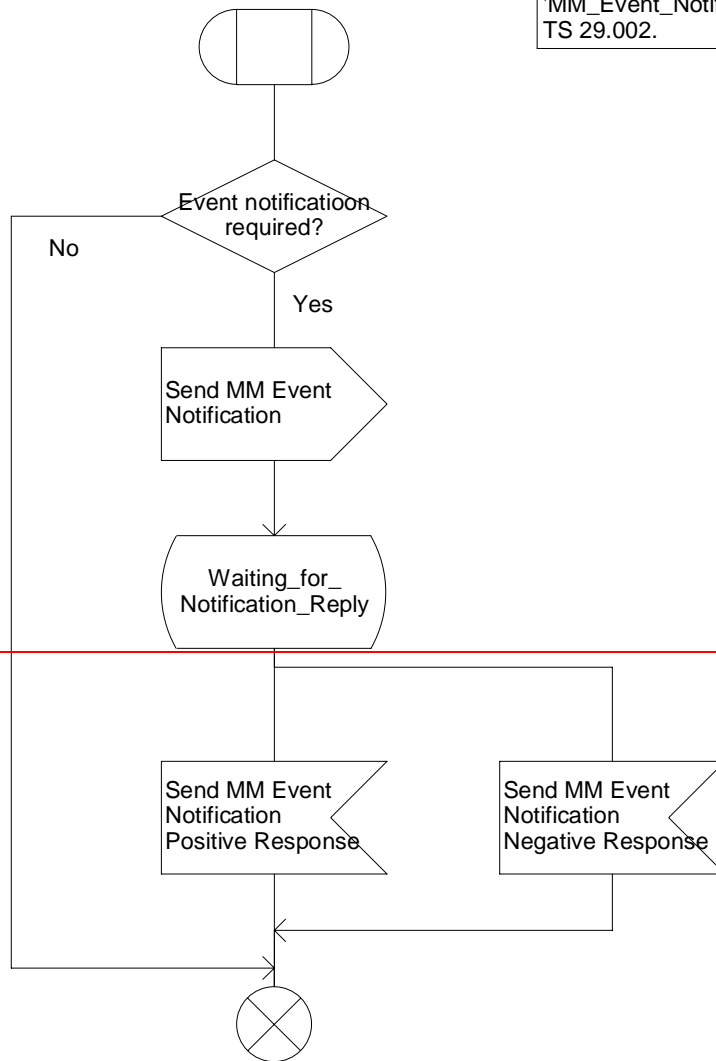 'MM_Event_Notif
TS 29.002.
Event notificatioon
required?
No
Yes
Send MM Event
Notification
Waiting_for_
Notification_Reply
Send MM Event
Notification
Positive Response
Send MM Event
Notification
Negative Response